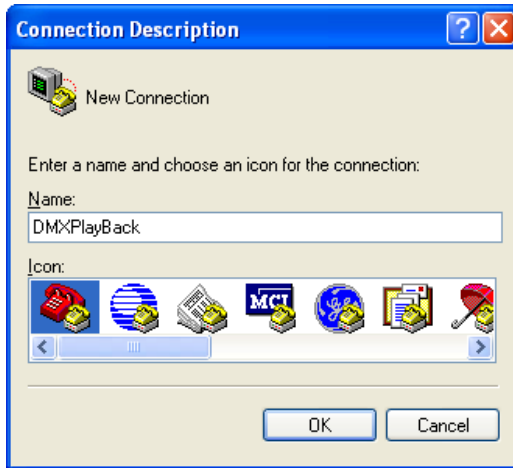 Connection Description
New Connection
Enter a name and choose an icon for the connection:
Name:
DMXPlayBack
Icon:
MCI
OK
Cancel